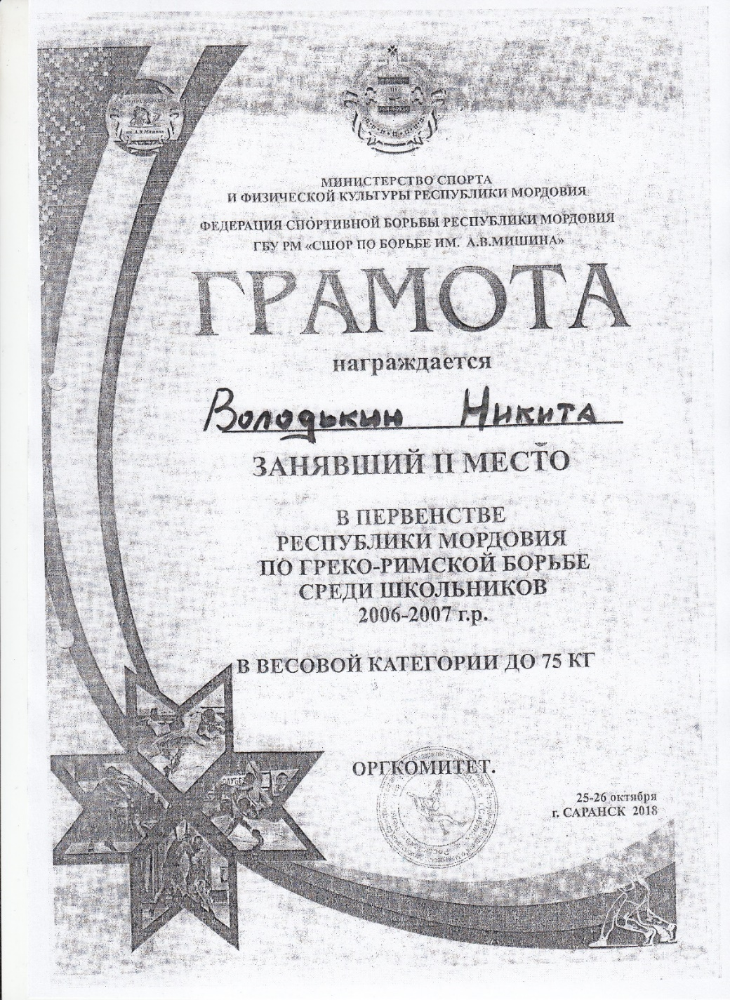 им. А.В.Мишина
МИНИСТЕРСТВО СПОРТА
И ФИЗИЧЕСКОЙ КУЛЬТУРЫ РЕСПУБЛИКИ МОРДОВИЯ
ФЕДЕРАЦИЯ СПОРТИВНОЙ БОРЬБЫ РЕСПУБЛИКИ МОРДОВИЯ
ГБУ РМ «СШОР ПО БОРЬБЕ ИМ. А.В.МИШИНА»
ГРАМОТА
награждается
Володькин Никита
ЗАНЯВШИЙ II МЕСТО
В ПЕРВЕНСТВЕ
РЕСПУБЛИКИ МОРДОВИЯ
ПО ГРЕКО-РИМСКОЙ БОРЬБЕ
СРЕДИ ШКОЛЬНИКОВ
2006-2007 г.р.
В ВЕСОВОЙ КАТЕГОРИИ ДО 75 КГ
ОРГКОМИТЕТ.
25-26 октября
г. САРАНСК 2018